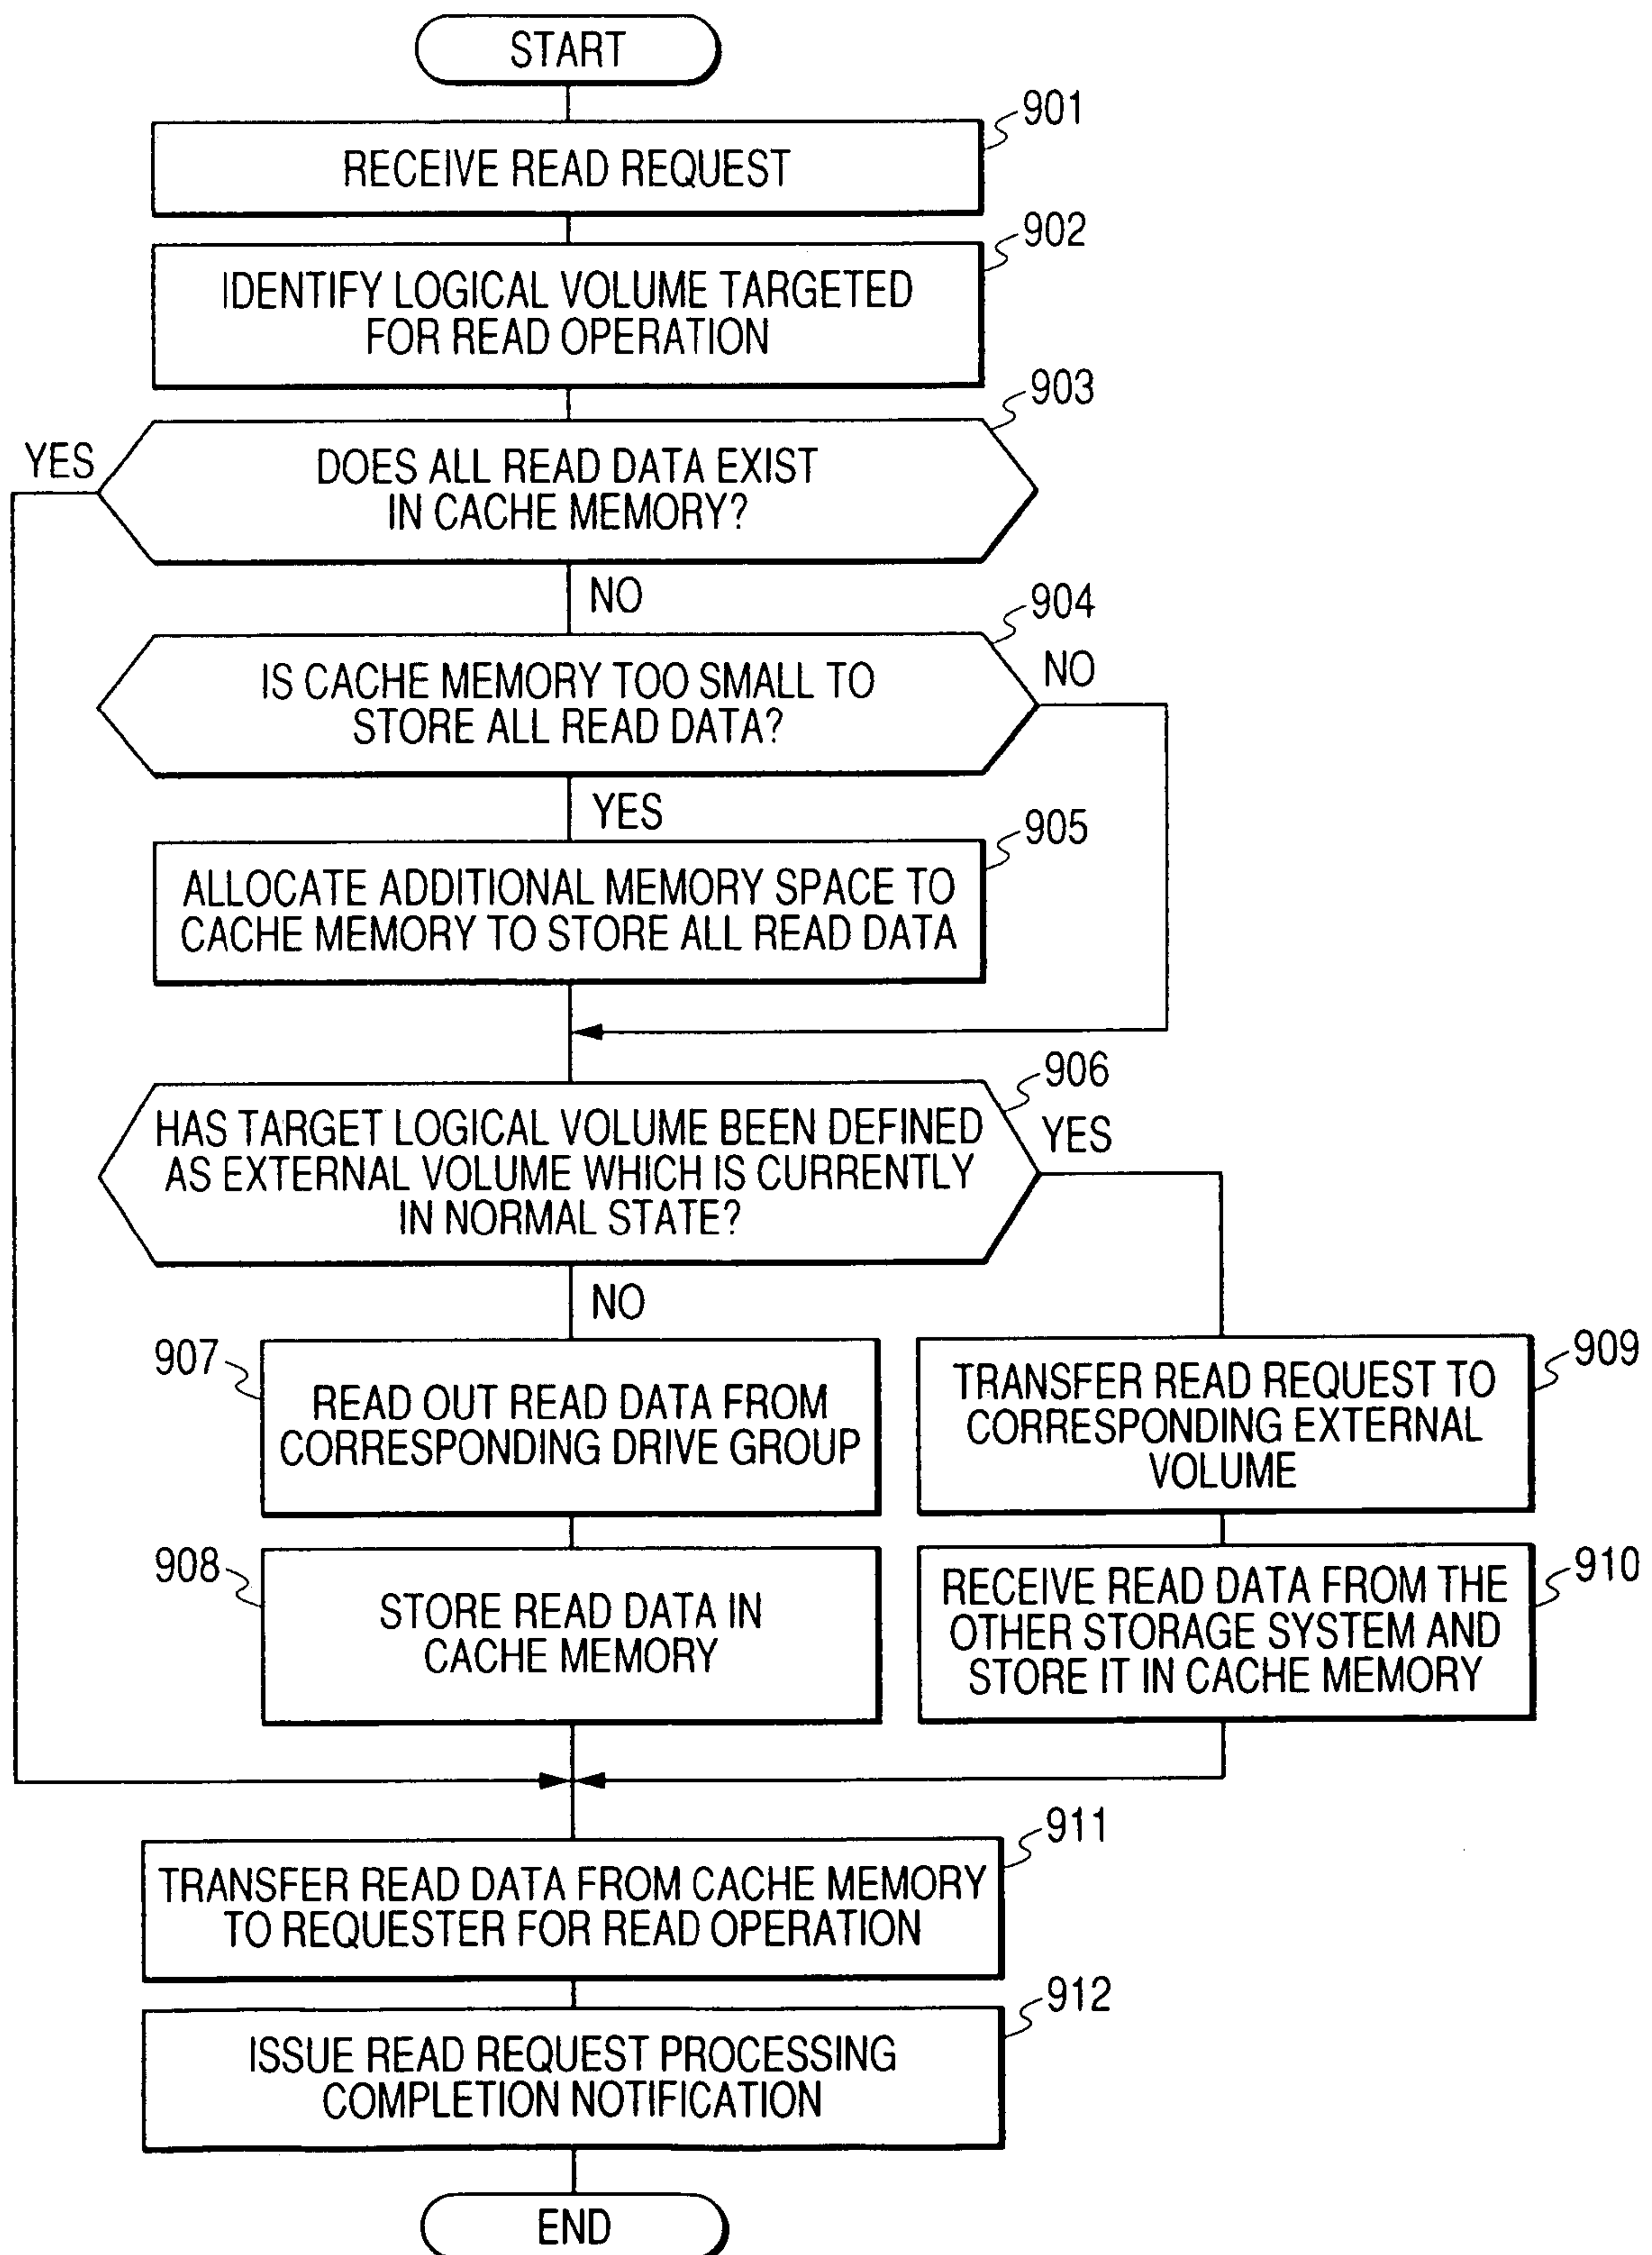 START
901
RECEIVE READ REQUEST
902
IDENTIFY LOGICAL VOLUME TARGETED
FOR READ OPERATION
903
YES
DOES ALL READ DATA EXIST
IN CACHE MEMORY?
NO
904
NO
IS CACHE MEMORY TOO SMALL TO
STORE ALL READ DATA?
YES
905
ALLOCATE ADDITIONAL MEMORY SPACE TO
CACHE MEMORY TO STORE ALL READ DATA
906
YES
HAS TARGET LOGICAL VOLUME BEEN DEFINED
AS EXTERNAL VOLUME WHICH IS CURRENTLY
IN NORMAL STATE?
NO
907
READ OUT READ DATA FROM
CORRESPONDING DRIVE GROUP
909
TRANSFER READ REQUEST TO
CORRESPONDING EXTERNAL
VOLUME
908
STORE READ DATA IN
CACHE MEMORY
910
RECEIVE READ DATA FROM THE
OTHER STORAGE SYSTEM AND
STORE IT IN CACHE MEMORY
911
TRANSFER READ DATA FROM CACHE MEMORY
TO REQUESTER FOR READ OPERATION
912
ISSUE READ REQUEST PROCESSING
COMPLETION NOTIFICATION
END